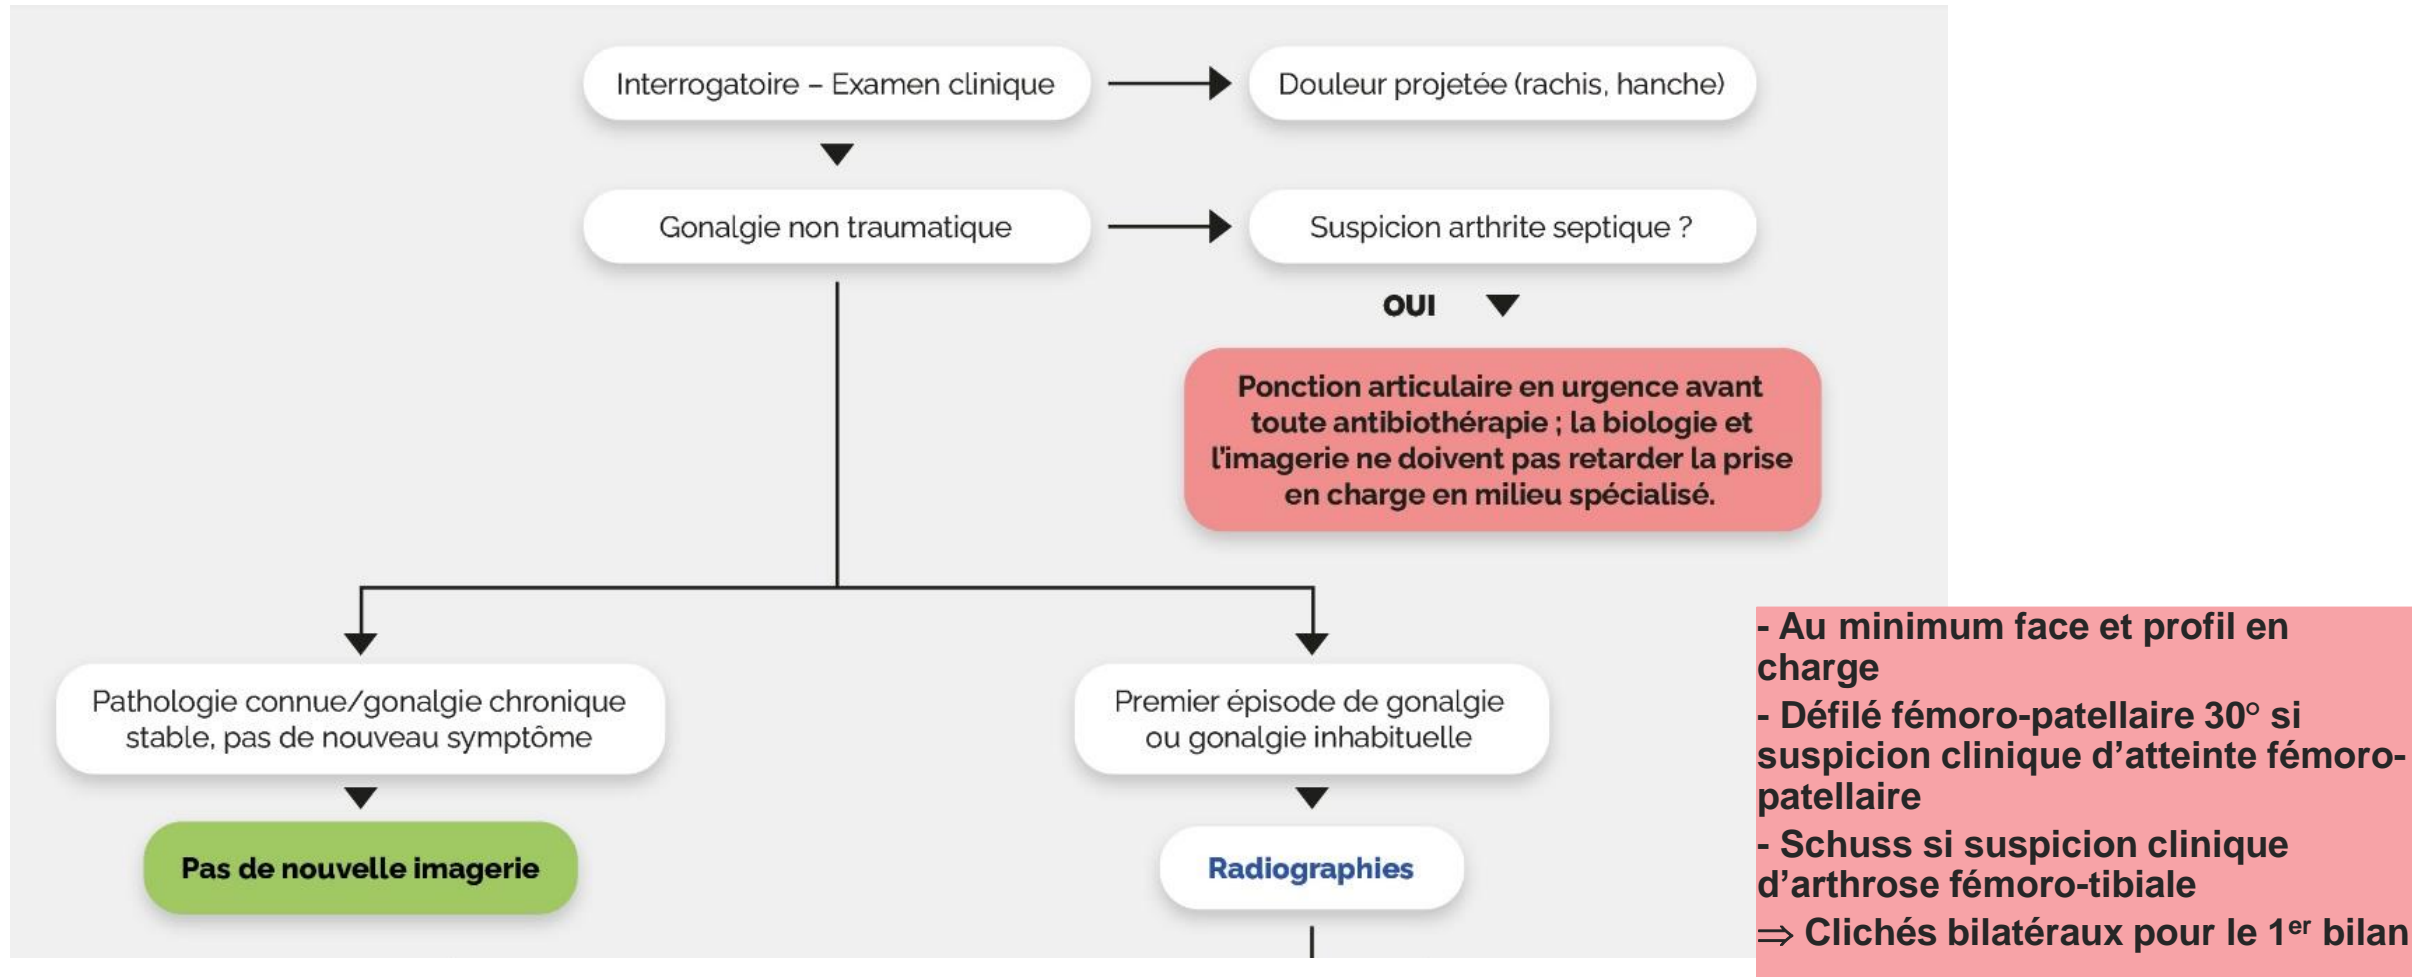 Interrogatoire – Examen clinique
Douleur projetée (rachis, hanche)
Gonalgie non traumatique
Suspicion arthrite septique ?
OUI
Ponction articulaire en urgence avant
toute antibiothérapie ; la biologie et
l'imagerie ne doivent pas retarder la prise
en charge en milieu spécialisé.
Pathologie connue/gonalgie chronique
stable, pas de nouveau symptôme
Pas de nouvelle imagerie
Premier épisode de gonalgie
ou gonalgie inhabituelle
Radiographies
- Au minimum face et profil en
charge
- Défilé fémoro-patellaire 30° si
suspicion clinique d’atteinte fémoro-
patellaire
- Schuss si suspicion clinique
d’arthrose fémoro-tibiale
⇒ Clichés bilatéraux pour le 1er bilan